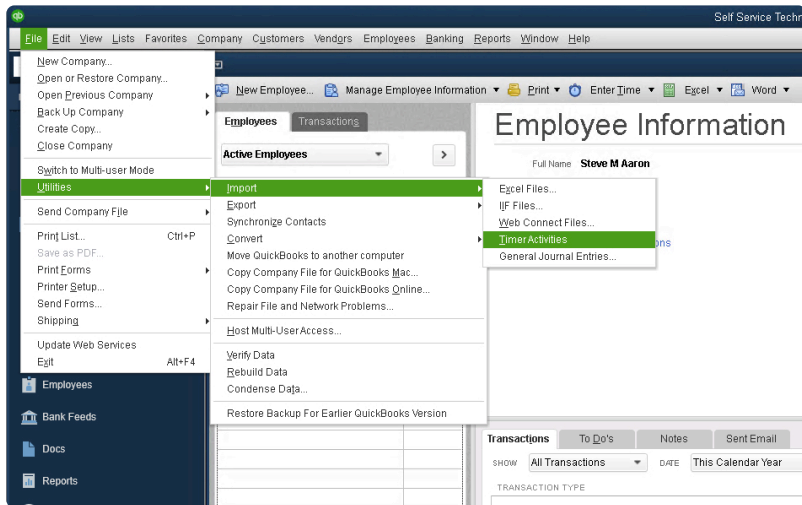 qb
Self Service Techn
File Edit View Lists Favorites Company Customers Vendors Employees Banking Reports Window Help
New Company...
Open or Restore Company...
Open Previous Company
Back Up Company
Create Copy...
Close Company
Switch to Multi-user Mode
Utilities
Send Company File
Print List... Ctrl+P
Save as PDF...
Print Forms
Printer Setup...
Send Forms...
Shipping
Update Web Services
Exit Alt+F4
Employees
Bank Feeds
Docs
Reports
New Employee... Manage Employee Information Print Enter Time Excel Word
Employees Transactions
Active Employees
Import
Export
Synchronize Contacts
Convert
Move QuickBooks to another computer
Copy Company File for QuickBooks Mac...
Copy Company File for QuickBooks Online...
Repair File and Network Problems...
Host Multi-User Access...
Verify Data
Rebuild Data
Condense Data...
Restore Backup For Earlier QuickBooks Version
Employee Information
Full Name Steve M Aaron
Excel Files...
IIF Files...
Web Connect Files...
Timer Activities
General Journal Entries...
ons
Transactions To Do's Notes Sent Email
SHOW All Transactions DATE This Calendar Year
TRANSACTION TYPE